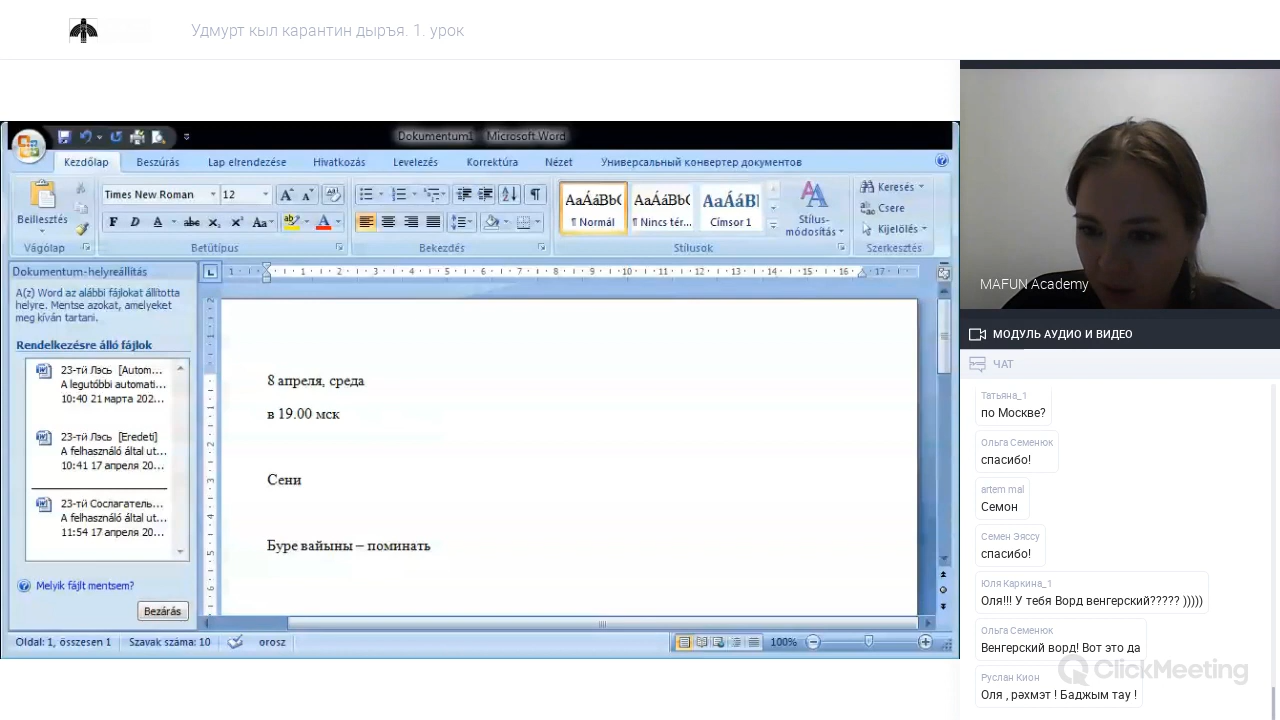 Удмурт кыл карантин дыръя. 1. урок
Dokumentum1 - Microsoft Word
Kezdőlap
Beszúrás
Lap elrendezése
Hivatkozás
Levelezés
Korrektúra
Nézet
Универсальный конвертер документов
Beillesztés
Vágólap
Times New Roman
12
Betűtípus
Bekezdés
AaÁáBbC
¶ Normál
AaÁáBbC
¶ Nincs tér...
AaÁáBl
Címsor 1
Stílus-
módosítás
Stílusok
Keresés
Csere
Kijelölés
Szerkesztés
Dokumentum-helyreállítás
A(z) Word az alábbi fájlokat állította
helyre. Mentse azokat, amelyeket
meg kíván tartani.
Rendelkezésre álló fájlok
23-тӥ Лэсь [Autom...
A legutóbbi automati...
10:40 21 марта 202...
23-тӥ Лэсь [Eredeti]
A felhasználó által ut...
10:41 17 апреля 20...
23-тӥ Сослагатель...
A felhasználó által ut...
11:54 17 апреля 20...
Melyik fájlt mentsem?
Bezárás
8 апреля, среда
в 19.00 мск
Сени
Буре вайыны – поминать
Oldal: 1, összesen 1
Szavak száma: 10
orosz
100%
MAFUN Academy
МОДУЛЬ АУДИО И ВИДЕО
ЧАТ
Татьяна_1
по Москве?
Ольга Семенюк
спасибо!
artem mal
Семон
Семен Эяссу
спасибо!
Юля Каркина_1
Оля!!! У тебя Ворд венгерский????? )))))
Ольга Семенюк
Венгерский ворд! Вот это да
Руслан Кион
Оля , рәхмэт ! Баджым тау !
ClickMeeting